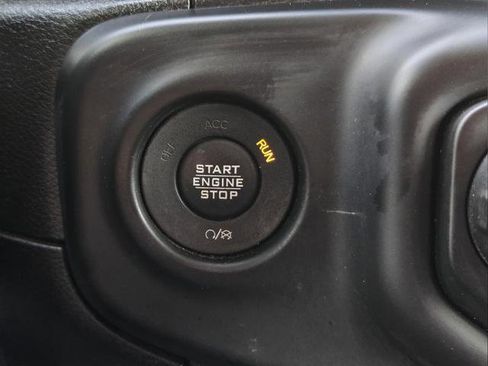 ACC
OFF
RUN
START
ENGINE
STOP